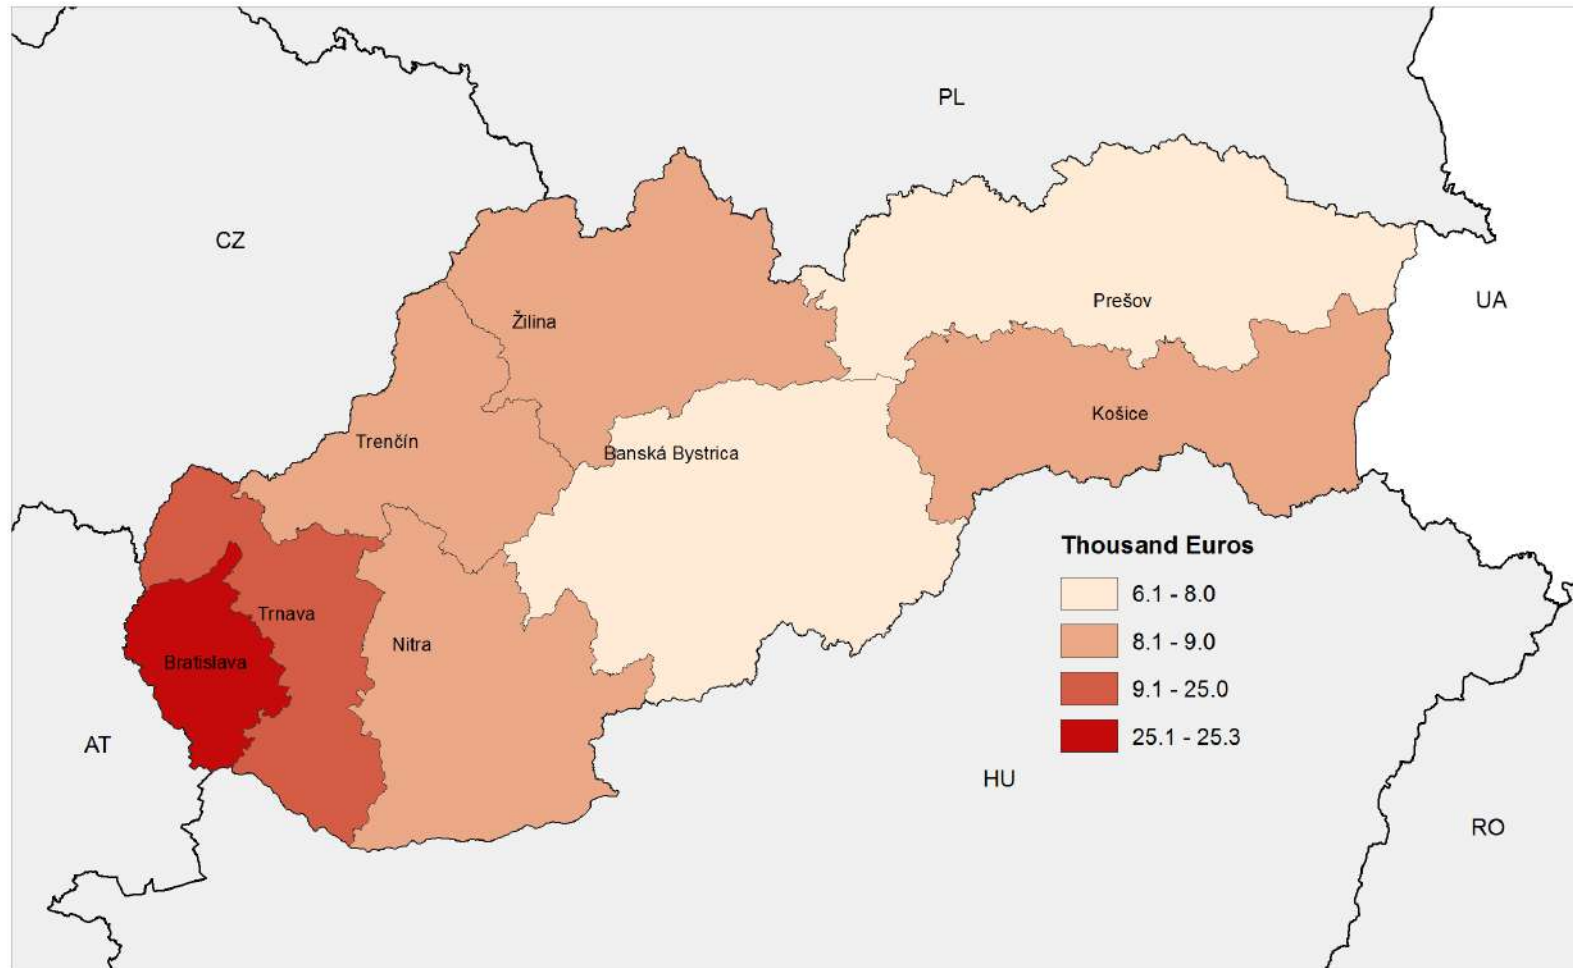 PL
CZ
UA
Prešov
Žilina
Košice
Trenčín
Banská Bystrica
Thousand Euros
6.1 - 8.0
8.1 - 9.0
9.1 - 25.0
25.1 - 25.3
Trnava
Nitra
Bratislava
AT
HU
RO